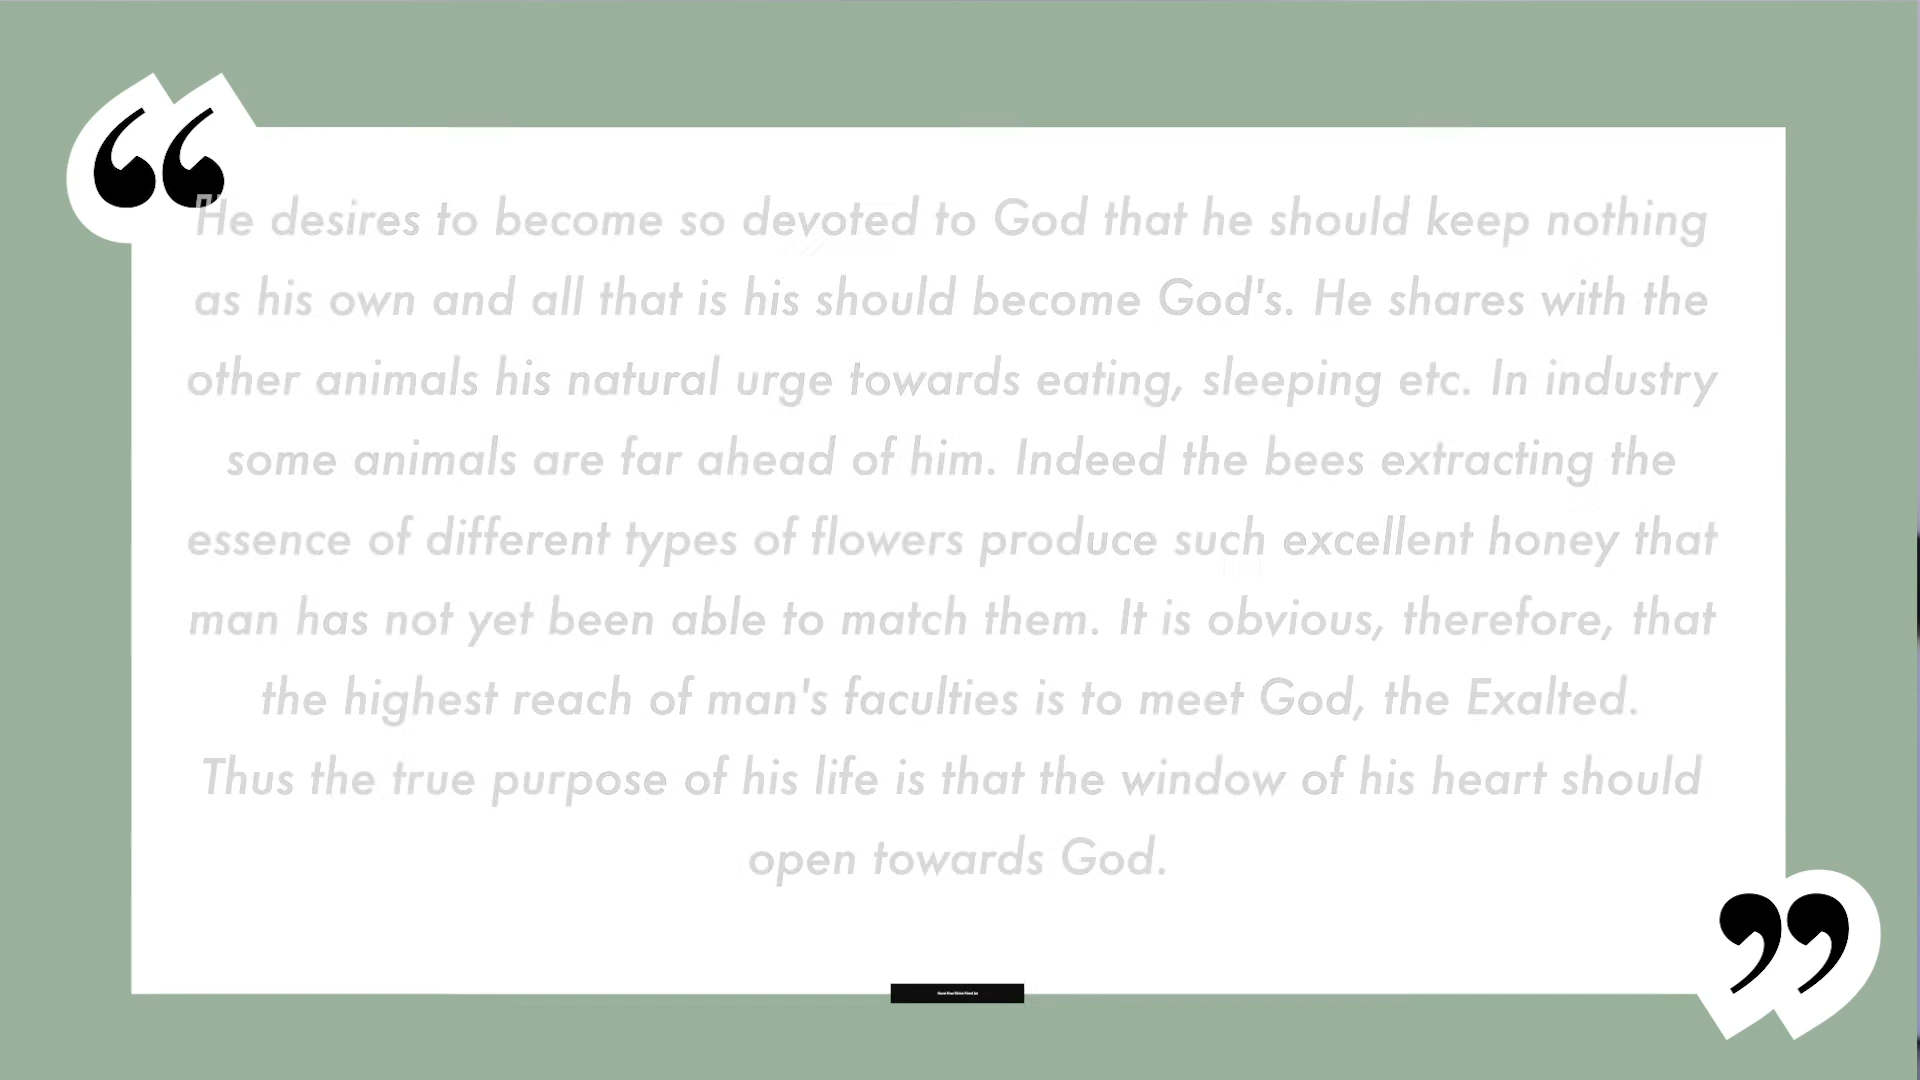 "He desires to become so devoted to God that he should keep nothing
as his own and all that is his should become God's. He shares with the
other animals his natural urge towards eating, sleeping etc. In industry
some animals are far ahead of him. Indeed the bees extracting the
essence of different types of flowers produce such excellent honey that
man has not yet been able to match them. It is obvious, therefore, that
the highest reach of man's faculties is to meet God, the Exalted.
Thus the true purpose of his life is that the window of his heart should
open towards God.